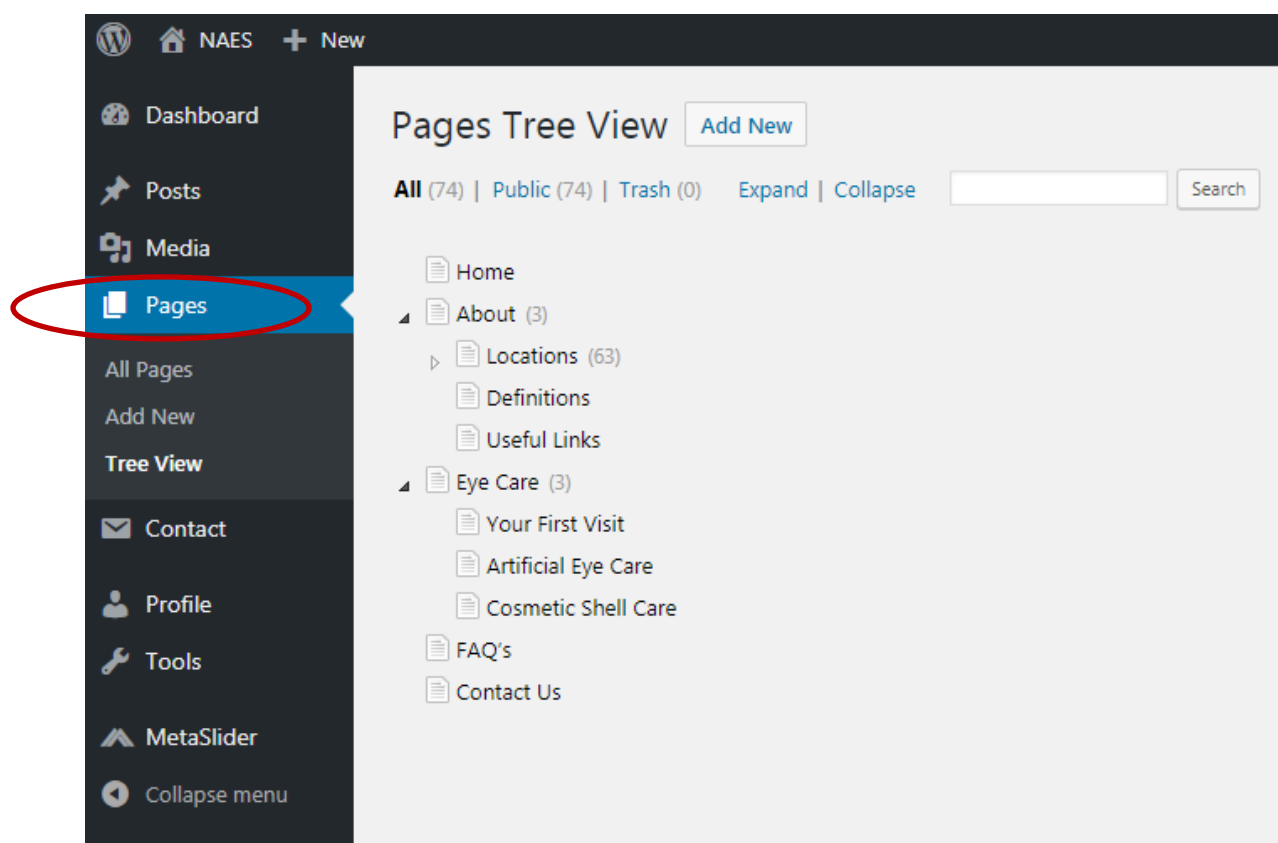 NAES New
Dashboard
Posts
Media
Pages
All Pages
Add New
Tree View
Contact
Profile
Tools
MetaSlider
Collapse menu
Pages Tree View Add New
All (74) | Public (74) | Trash (0) Expand | Collapse Search
Home
About (3)
Locations (63)
Definitions
Useful Links
Eye Care (3)
Your First Visit
Artificial Eye Care
Cosmetic Shell Care
FAQ's
Contact Us